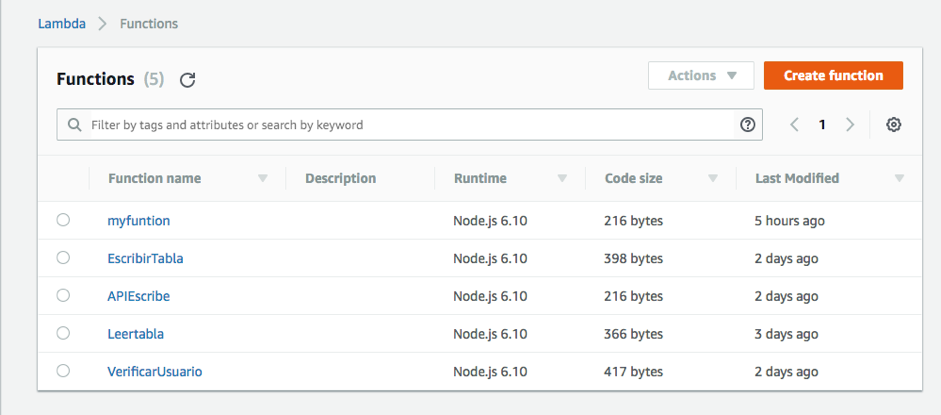 Lambda > Functions
Functions (5)
Actions
Create function
Filter by tags and attributes or search by keyword
1
Function name Description Runtime Code size Last Modified
myfuntion Node.js 6.10 216 bytes 5 hours ago
EscribirTabla Node.js 6.10 398 bytes 2 days ago
APIEscribe Node.js 6.10 216 bytes 2 days ago
Leertabla Node.js 6.10 366 bytes 3 days ago
VerificarUsuario Node.js 6.10 417 bytes 2 days ago